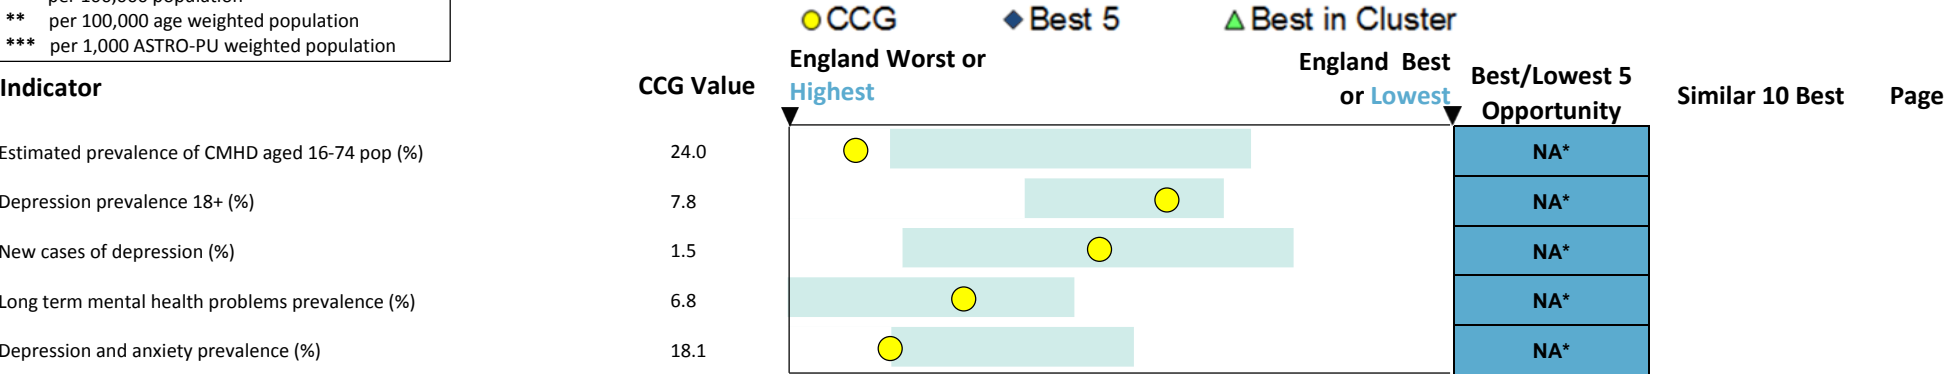 per 100,000 population
** per 100,000 age weighted population
*** per 1,000 ASTRO-PU weighted population
CCG Best 5 Best in Cluster
Indicator CCG Value England Worst or Highest England Best or Lowest Best/Lowest 5 Opportunity Similar 10 Best Page
Estimated prevalence of CMHD aged 16-74 pop (%) 24.0 NA*
Depression prevalence 18+ (%) 7.8 NA*
New cases of depression (%) 1.5 NA*
Long term mental health problems prevalence (%) 6.8 NA*
Depression and anxiety prevalence (%) 18.1 NA*